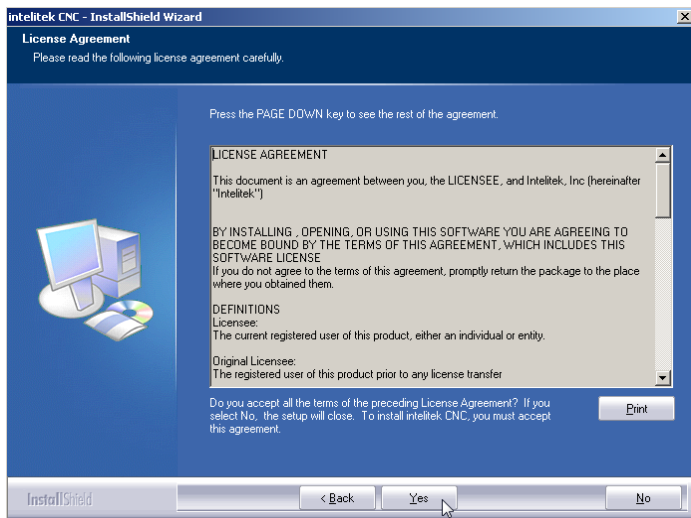 intelitek CNC - InstallShield Wizard
License Agreement
Please read the following license agreement carefully.
Press the PAGE DOWN key to see the rest of the agreement.
LICENSE AGREEMENT
This document is an agreement between you, the LICENSEE, and Intelitek, Inc (hereinafter
"Intelitek")
BY INSTALLING , OPENING, OR USING THIS SOFTWARE YOU ARE AGREEING TO
BECOME BOUND BY THE TERMS OF THIS AGREEMENT, WHICH INCLUDES THIS
SOFTWARE LICENSE
If you do not agree to the terms of this agreement, promptly return the package to the place
where you obtained them.
DEFINITIONS
Licensee:
The current registered user of this product, either an individual or entity.
Original Licensee:
The registered user of this product prior to any license transfer
Do you accept all the terms of the preceding License Agreement? If you
select No, the setup will close. To install intelitek CNC, you must accept
this agreement.
Print
InstallShield
< Back
Yes
No